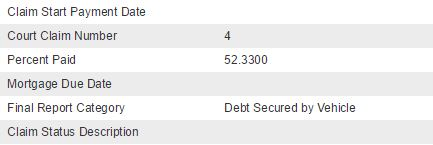 Claim Start Payment Date
Court Claim Number 4
Percent Paid 52.3300
Mortgage Due Date
Final Report Category Debt Secured by Vehicle
Claim Status Description